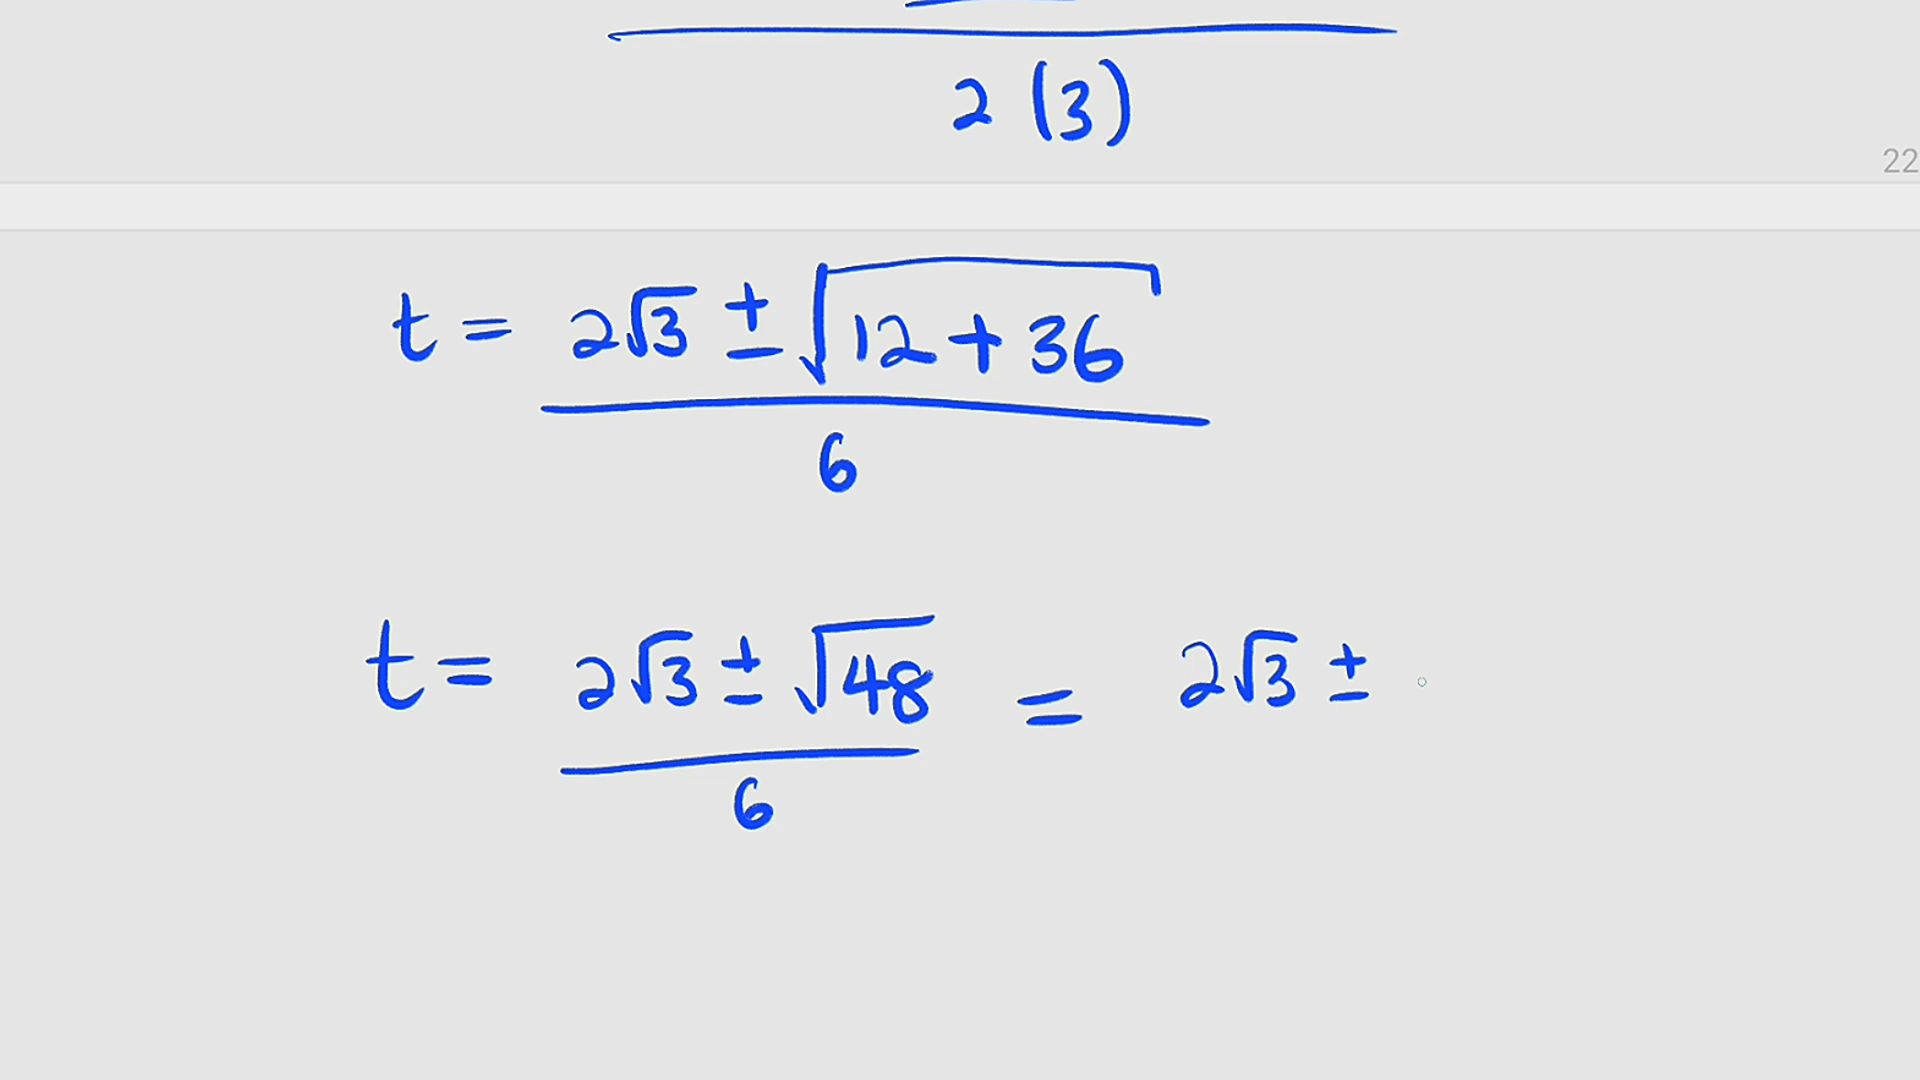 2 (3)
22
t = 2√3 ± √12 + 36
6
t = 2√3 ± √48 = 2√3 ±
6